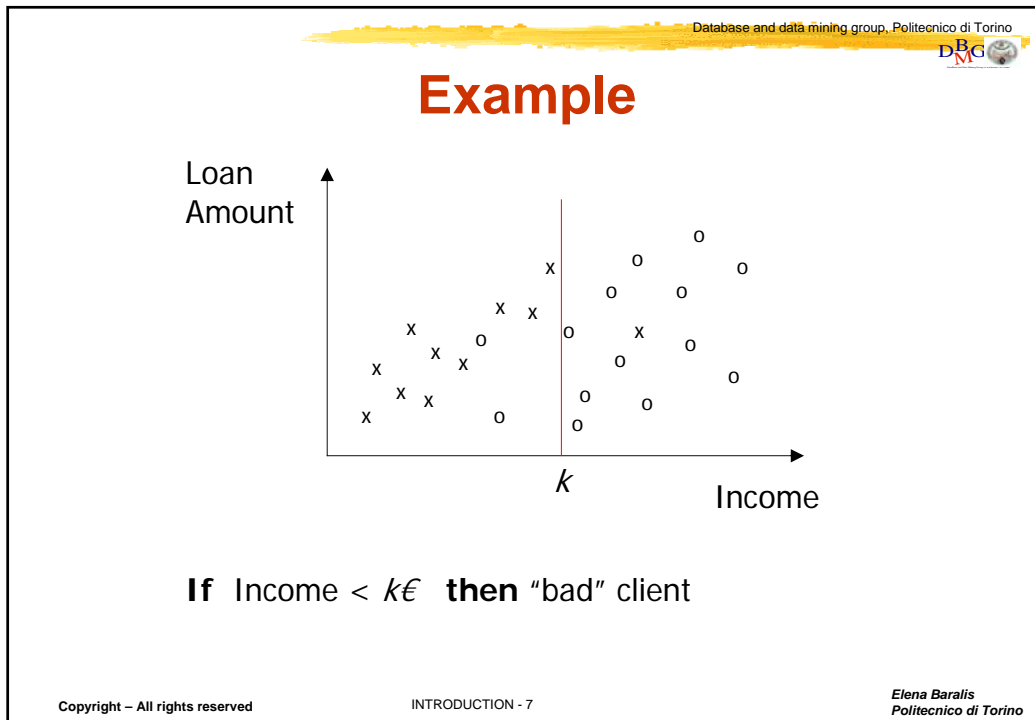 Database and data mining group, Politecnico di Torino
DBMG
Example
Loan
Amount
o
x o o
o o
x x
x o o x
o
x x x o o
x o
x x o
x o o
x o o
k
Income
If Income < k€ then “bad” client
Copyright – All rights reserved
INTRODUCTION - 7
Elena Baralis
Politecnico di Torino